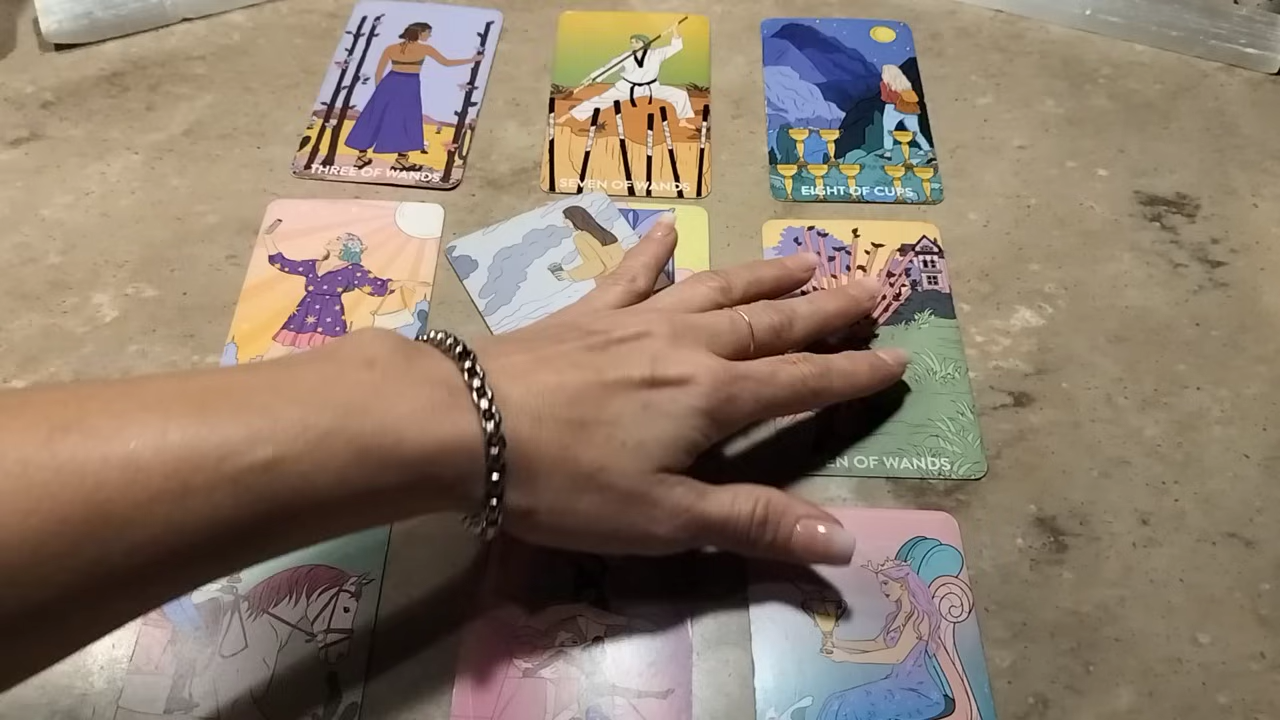 THREE OF WANDS
SEVEN OF WANDS
EIGHT OF CUPS
EN OF WANDS